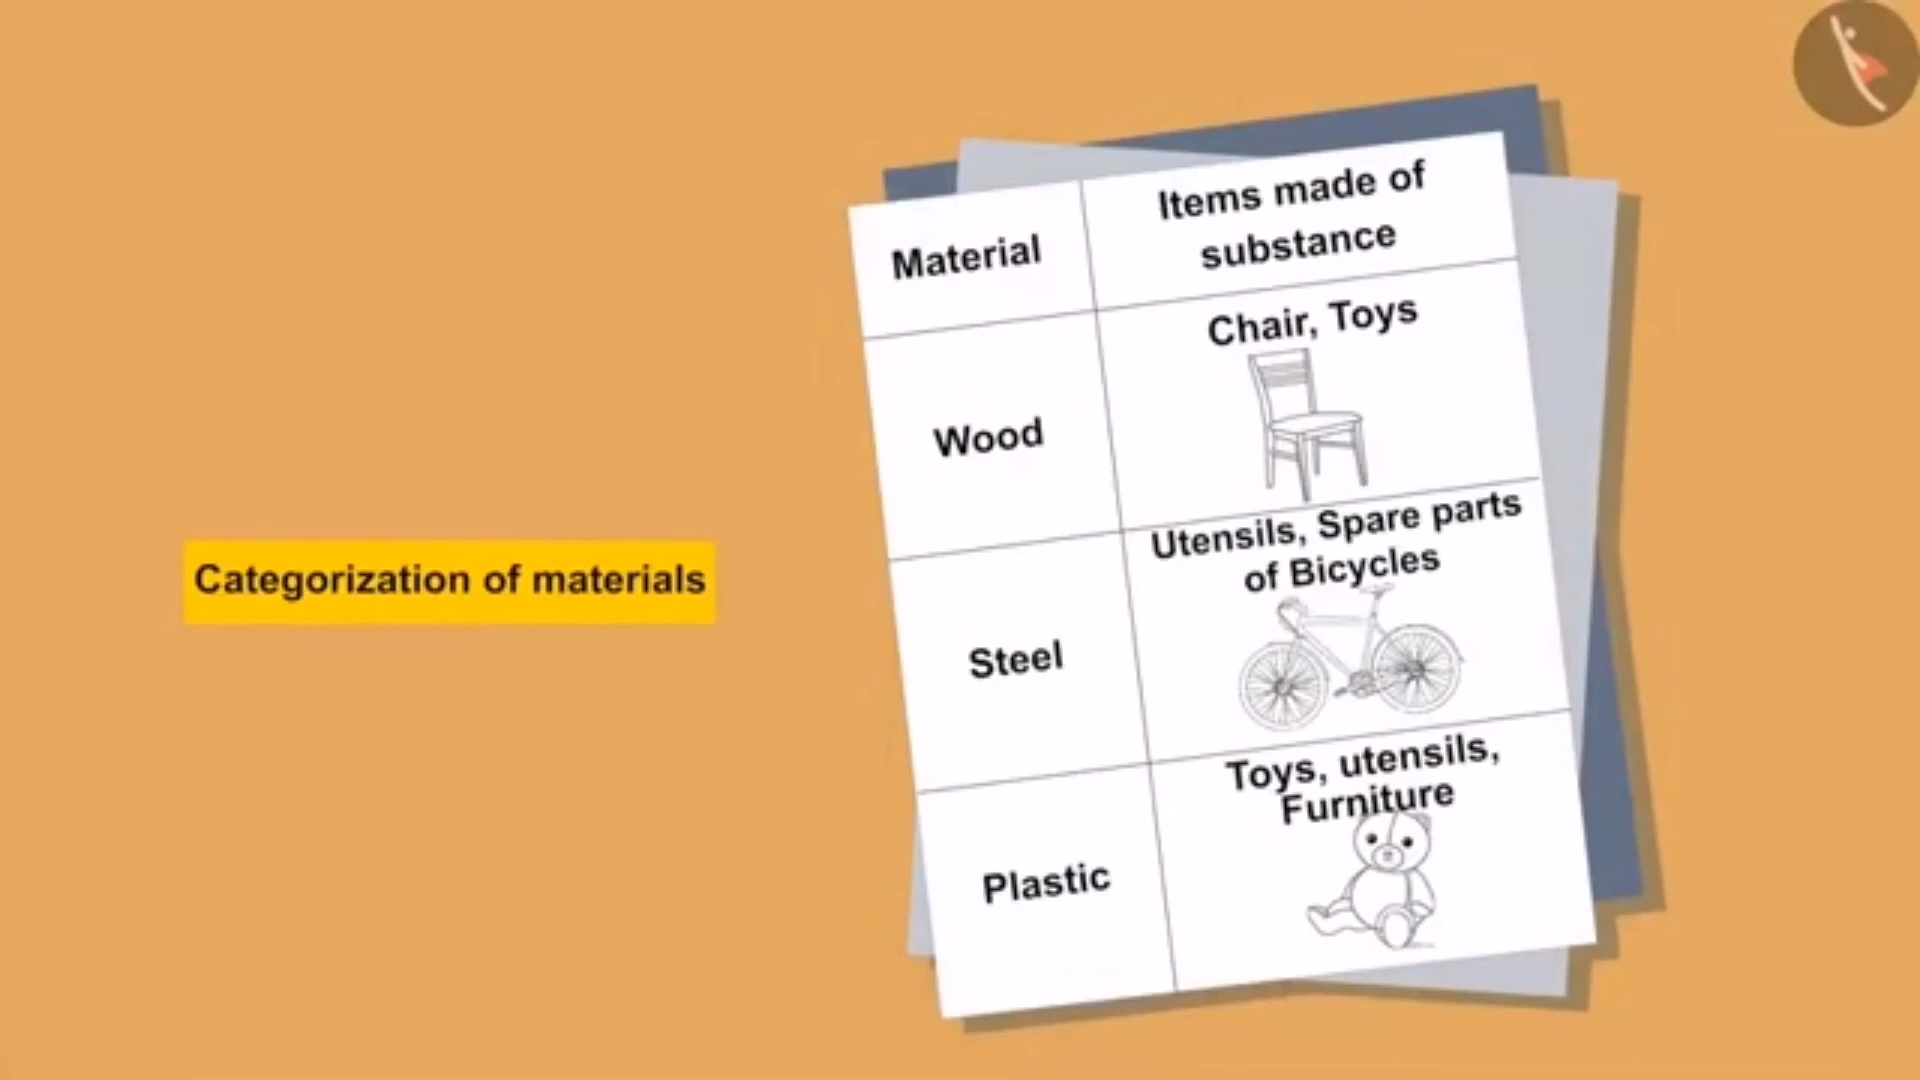 Categorization of materials
Material
Items made of
substance
Wood
Chair, Toys
Steel
Utensils, Spare parts
of Bicycles
Plastic
Toys, utensils,
Furniture